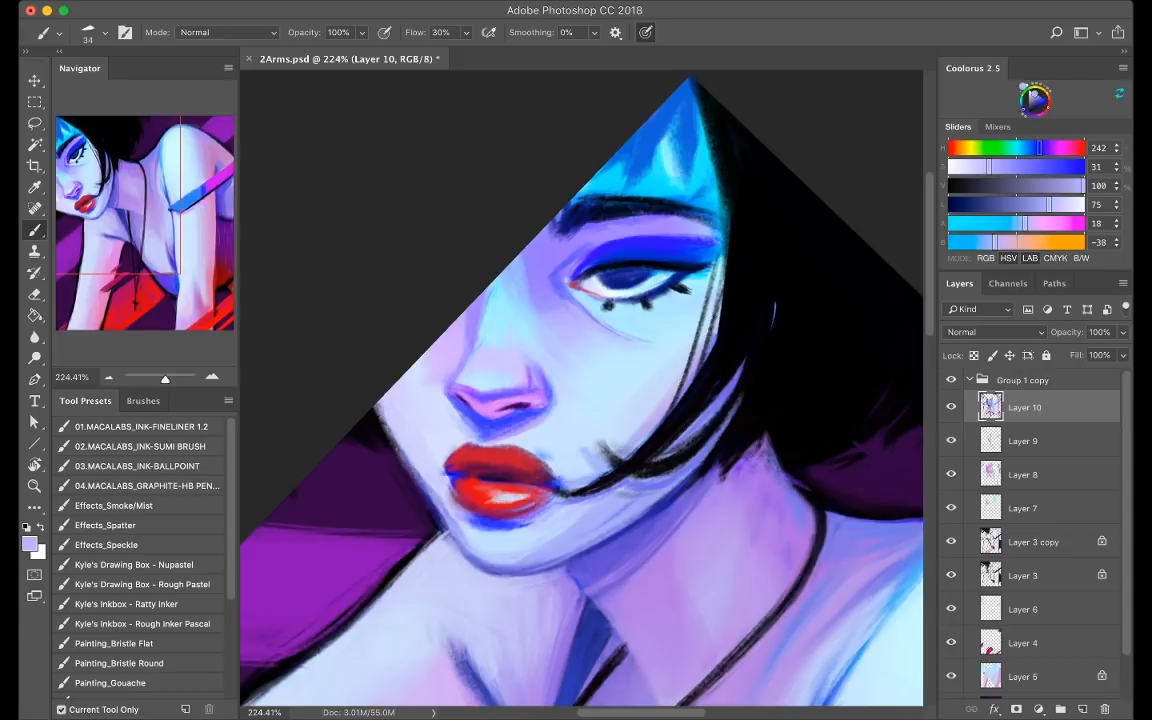 Adobe Photoshop CC 2018
34
Mode: Normal
Opacity: 100%
Flow: 30%
Smoothing: 0%
2Arms.psd @ 224% (Layer 10, RGB/8) *
Navigator
224.41%
Tool Presets
Brushes
01.MACALABS_INK-FINELINER 1.2
02.MACALABS_INK-SUMI BRUSH
03.MACALABS_INK-BALLPOINT
04.MACALABS_GRAPHITE-HB PEN...
Effects_Smoke/Mist
Effects_Spatter
Effects_Speckle
Kyle's Drawing Box - Nupastel
Kyle's Drawing Box - Rough Pastel
Kyle's Inkbox - Ratty Inker
Kyle's Inkbox - Rough Inker Pascal
Painting_Bristle Flat
Painting_Bristle Round
Painting_Gouache
Current Tool Only
224.41%
Doc: 3.01M/55.0M
Colorus 2.5
Sliders
Mixers
H 242
S 31
V 100
L 75
A 18
B -38
MODE: RGB HSV LAB CMYK B/W
Layers
Channels
Paths
Kind
Normal
Opacity: 100%
Lock:
Fill: 100%
Group 1 copy
Layer 10
Layer 9
Layer 8
Layer 7
Layer 3 copy
Layer 3
Layer 6
Layer 4
Layer 5